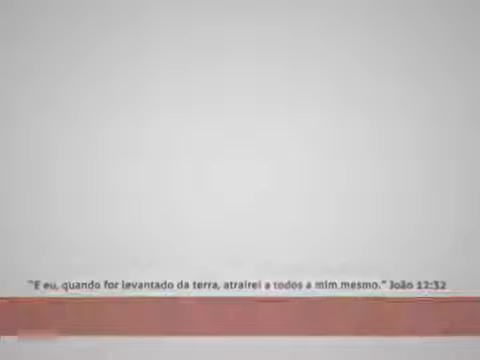 "E eu, quando for levantado da terra, atrairei a todos a mim mesmo." João 12:32